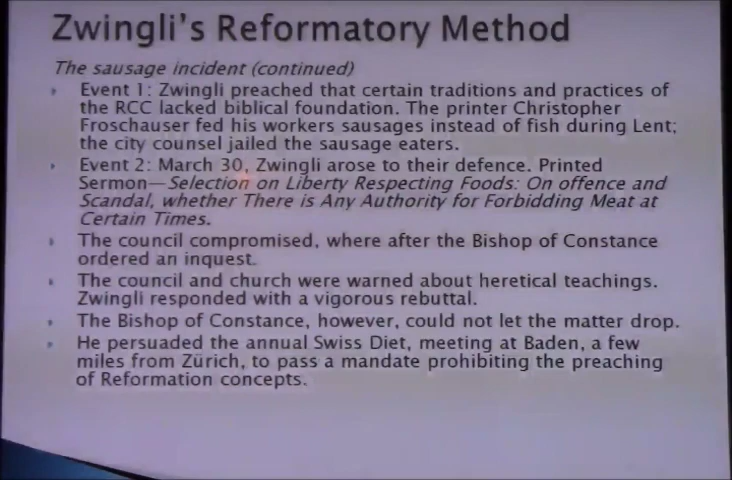 Zwingli's Reformatory Method
The sausage incident (continued)
Event 1: Zwingli preached that certain traditions and practices of
the RCC lacked biblical foundation. The printer Christopher
Froschauser fed his workers sausages instead of fish during Lent;
the city counsel jailed the sausage eaters.
Event 2: March 30, Zwingli arose to their defence. Printed
Sermon—Selection on Liberty Respecting Foods: On offence and
Scandal, whether There is Any Authority for Forbidding Meat at
Certain Times.
The council compromised, where after the Bishop of Constance
ordered an inquest.
The council and church were warned about heretical teachings.
Zwingli responded with a vigorous rebuttal.
The Bishop of Constance, however, could not let the matter drop.
He persuaded the annual Swiss Diet, meeting at Baden, a few
miles from Zürich, to pass a mandate prohibiting the preaching
of Reformation concepts.